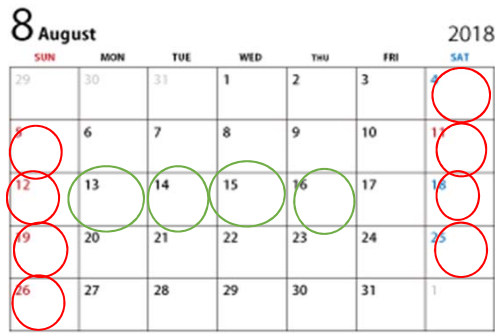 8 August 2018
SUN MON TUE WED THU FRI SAT
29 30 31 1 2 3 4
5 6 7 8 9 10 11
12 13 14 15 16 17 18
19 20 21 22 23 24 25
26 27 28 29 30 31 1